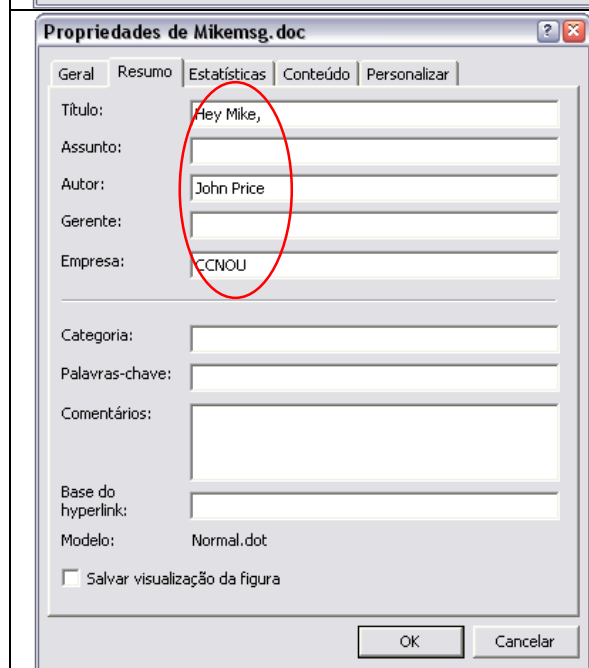 Propriedades de Mikemsg.doc
Geral Resumo Estatísticas Conteúdo Personalizar
Título: Hey Mike,
Assunto:
Autor: John Price
Gerente:
Empresa: CCNOU
Categoria:
Palavras-chave:
Comentários:
Base do
hyperlink:
Modelo: Normal.dot
Salvar visualização da figura
OK Cancelar